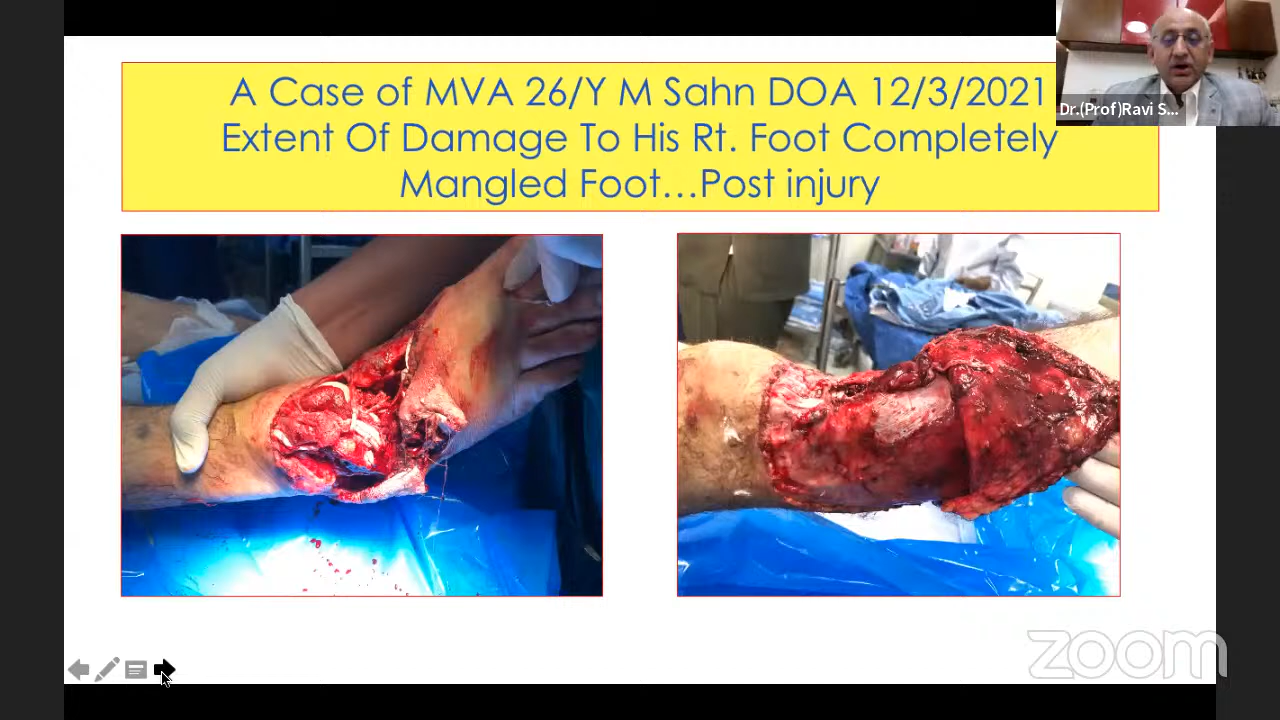 A Case of MVA 26/Y M Sahn DOA 12/3/2021
Extent Of Damage To His Rt. Foot Completely
Mangled Foot...Post injury
Dr.(Prof)Ravi S...
zoom